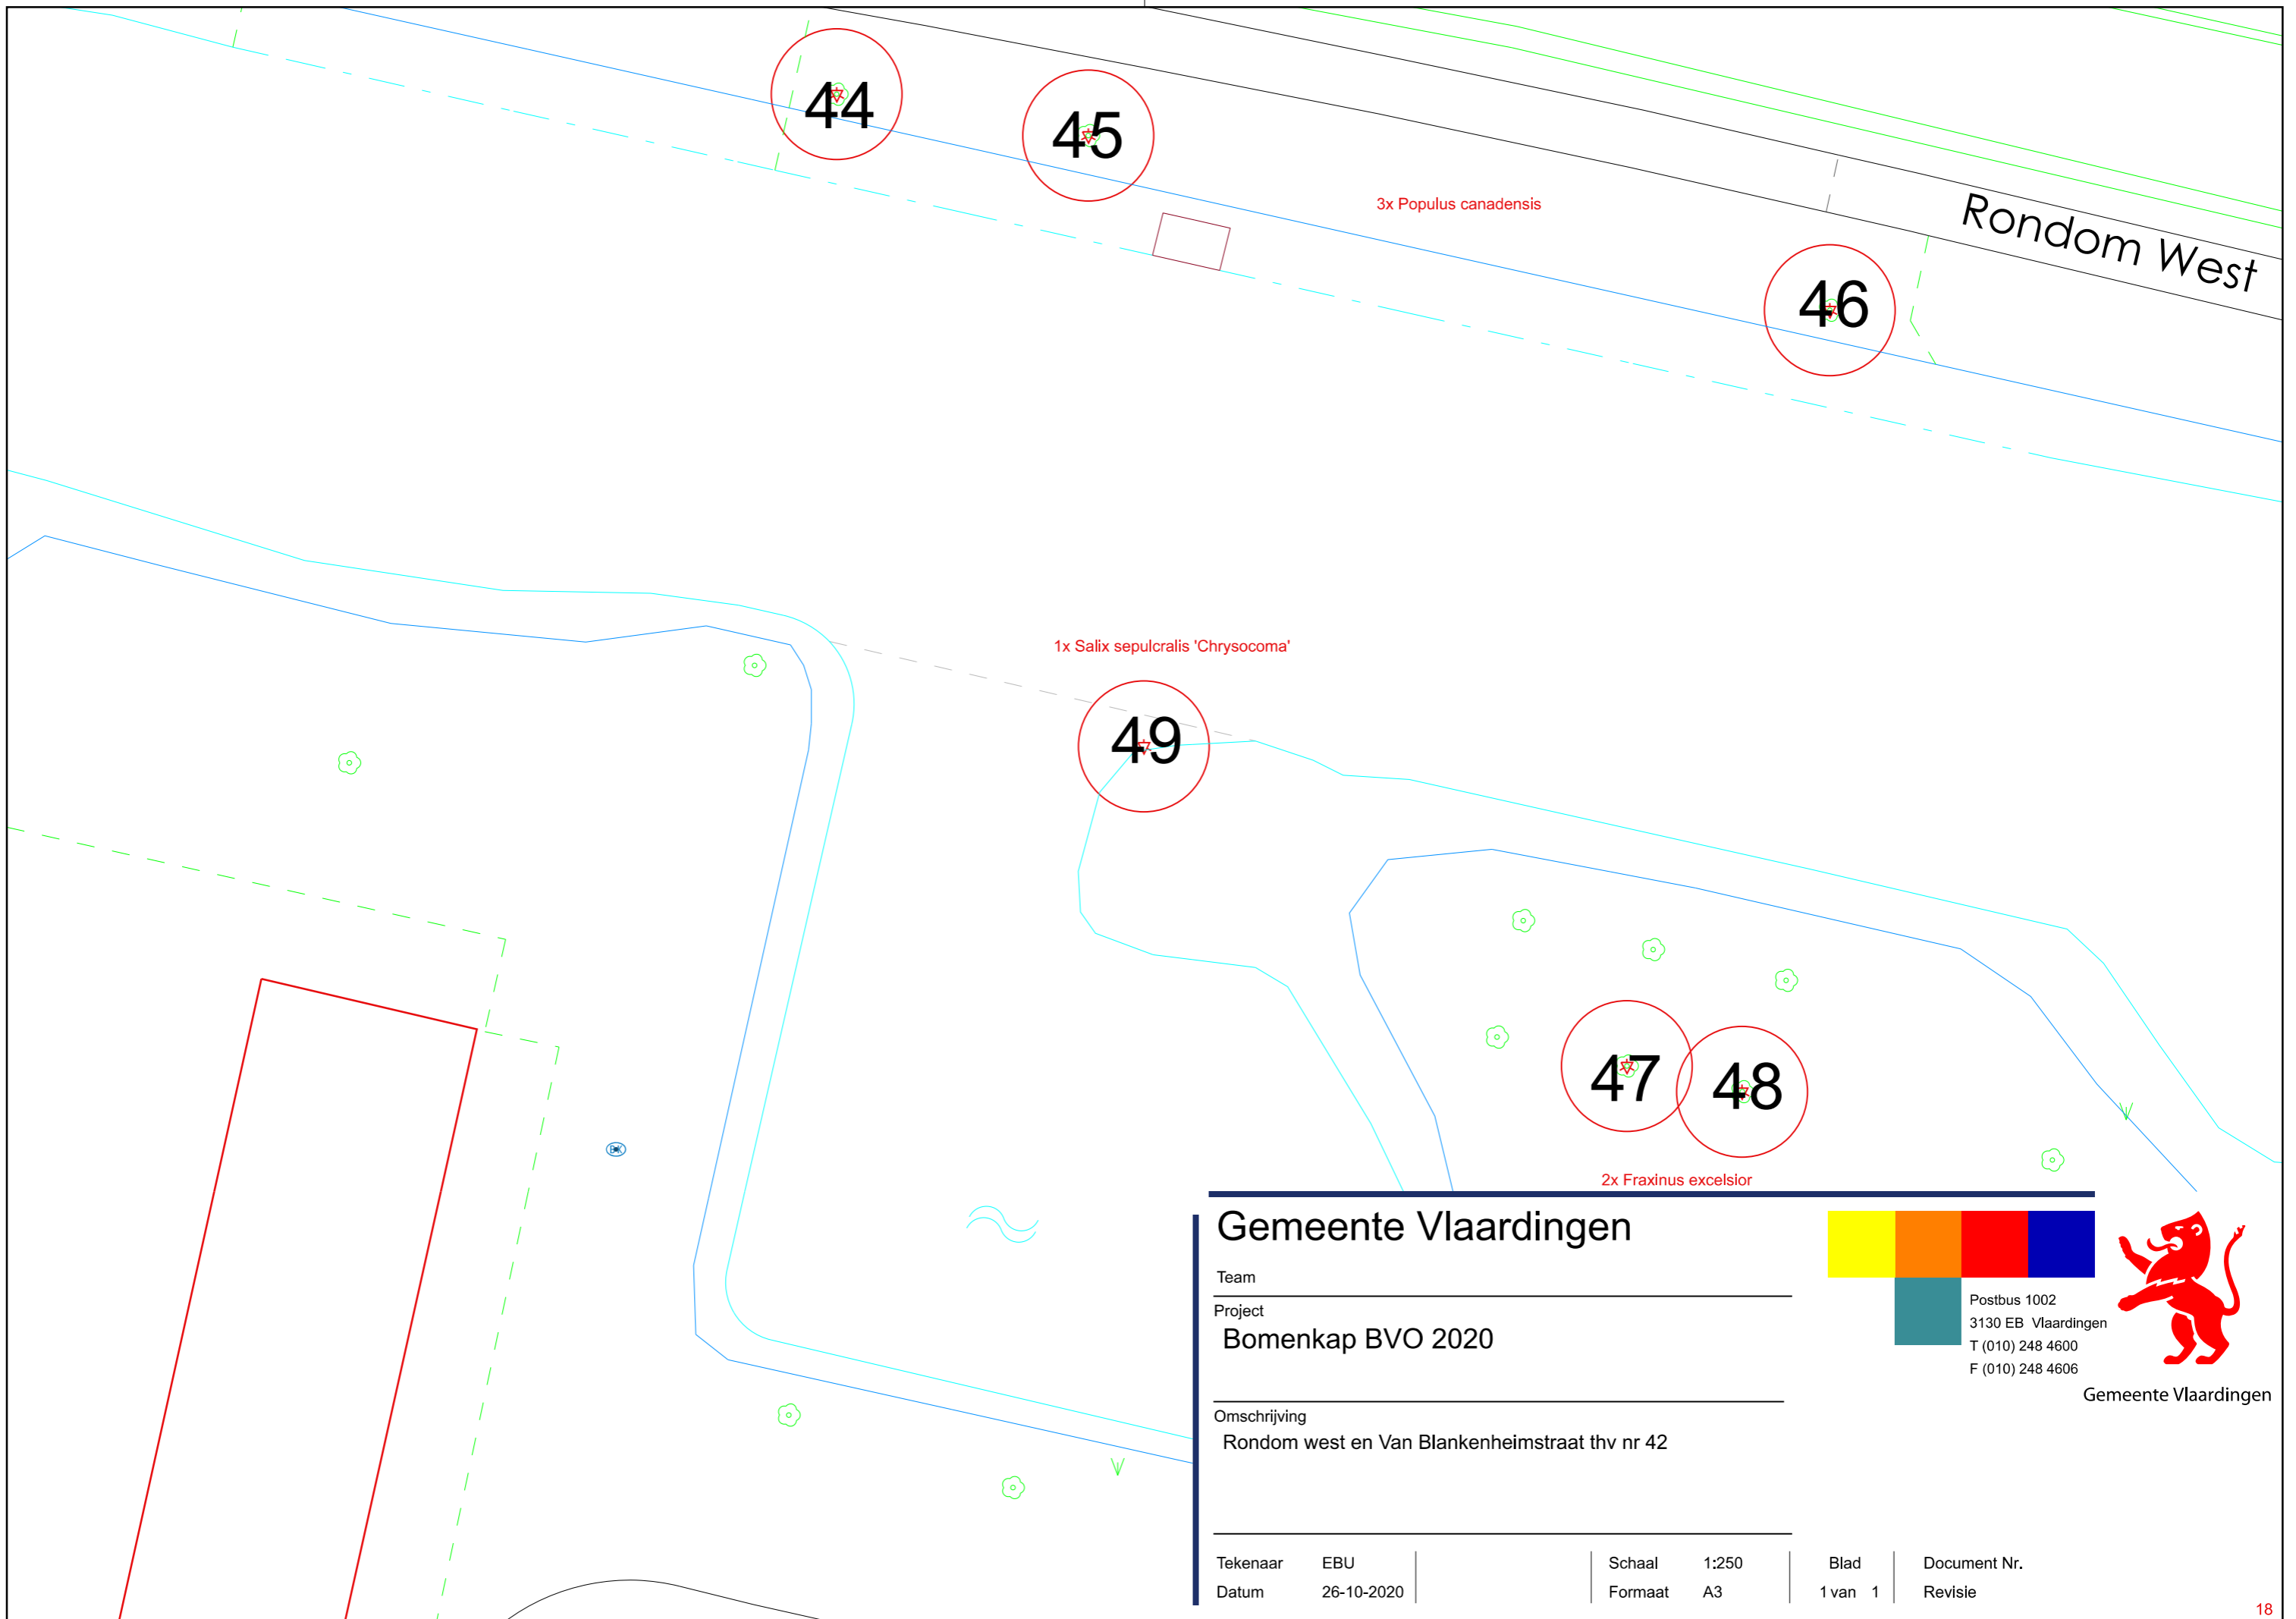 44
45
3x Populus canadensis
Rondom West
46
1x Salix sepulcralis 'Chrysocoma'
49
47
48
2x Fraxinus excelsior
Gemeente Vlaardingen
Team
Project
Bomenkap BVO 2020
Omschrijving
Rondom west en Van Blankenheimstraat thv nr 42
Postbus 1002
3130 EB Vlaardingen
T (010) 248 4600
F (010) 248 4606
Gemeente Vlaardingen
Tekenaar EBU Schaal 1:250 Blad Document Nr.
Datum 26-10-2020 Formaat A3 1 van 1 Revisie
18